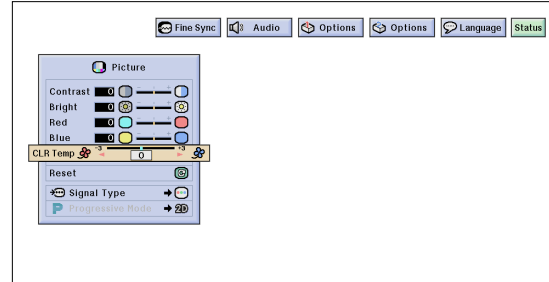 Fine Sync Audio Options Options Language Status
Picture
Contrast 0
Bright 0
Red 0
Blue 0
CLR Temp -3 0 +3
Reset
Signal Type
P Progressive Mode 2D